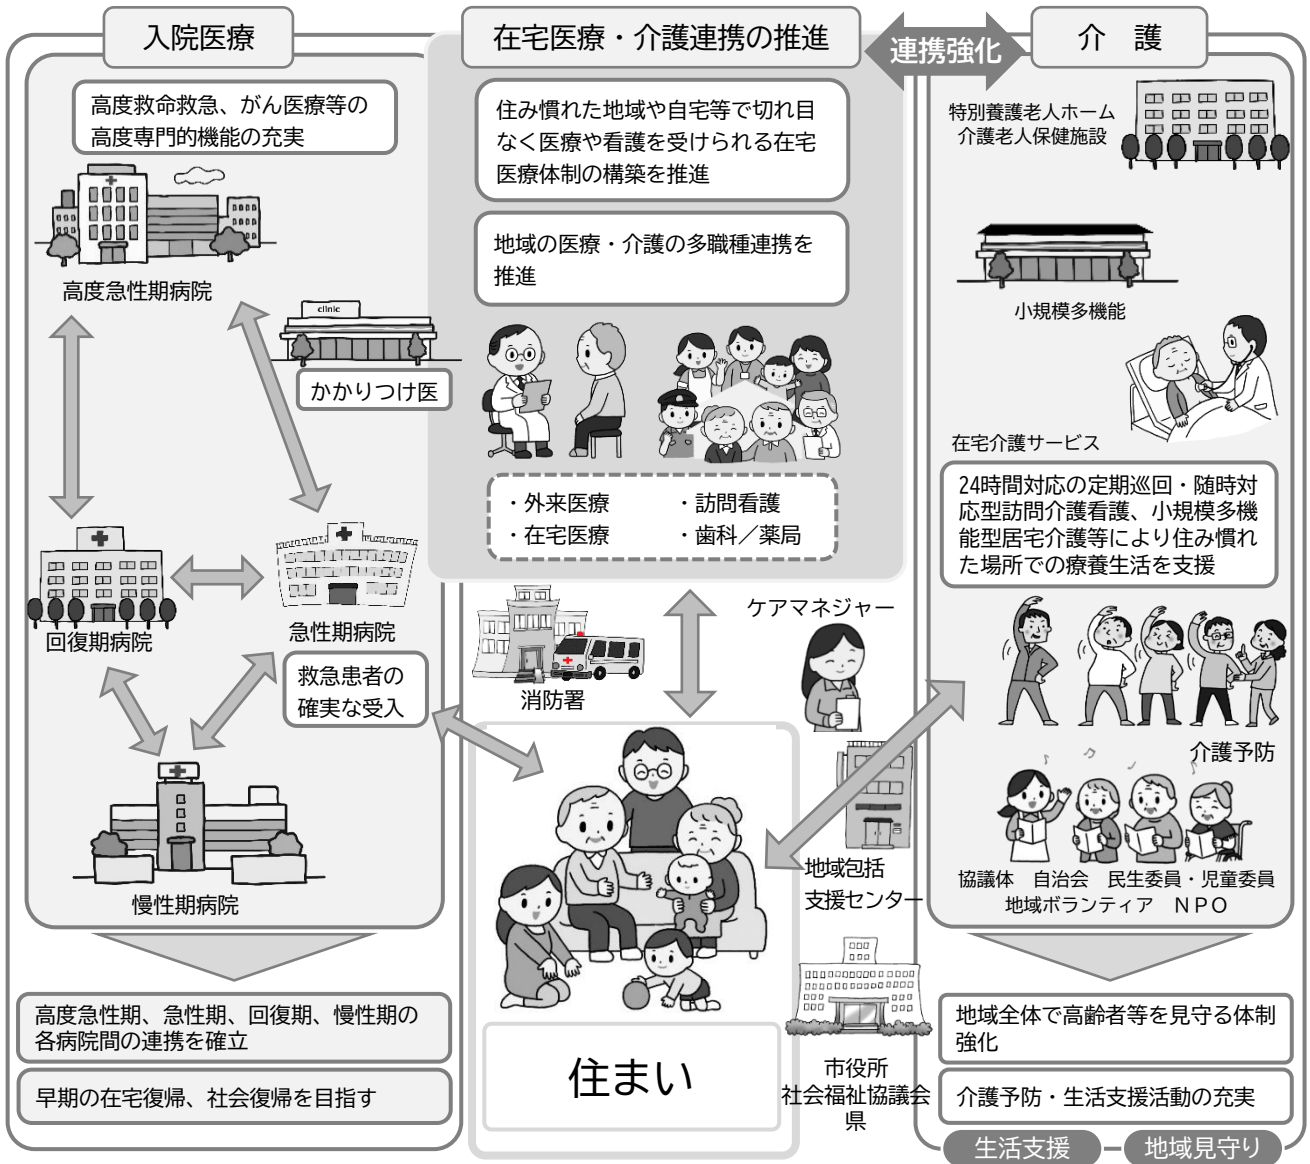 入院医療
高度救命救急、がん医療等の
高度専門的機能の充実
高度急性期病院
clinic
かかりつけ医
回復期病院
急性期病院
救急患者の
確実な受入
慢性期病院
高度急性期、急性期、回復期、慢性期の
各病院間の連携を確立
早期の在宅復帰、社会復帰を目指す
在宅医療・介護連携の推進
住み慣れた地域や自宅等で切れ目
なく医療や看護を受けられる在宅
医療体制の構築を推進
地域の医療・介護の多職種連携を
推進
・外来医療　・訪問看護
・在宅医療　・歯科／薬局
消防署
ケアマネジャー
地域包括
支援センター
住まい
市役所
社会福祉協議会
県
連携強化
介　護
特別養護老人ホーム
介護老人保健施設
小規模多機能
在宅介護サービス
24時間対応の定期巡回・随時対
応型訪問介護看護、小規模多機
能型居宅介護等により住み慣れ
た場所での療養生活を支援
介護予防
協議体　自治会　民生委員・児童委員
地域ボランティア　ＮＰＯ
地域全体で高齢者等を見守る体制
強化
介護予防・生活支援活動の充実
生活支援
地域見守り